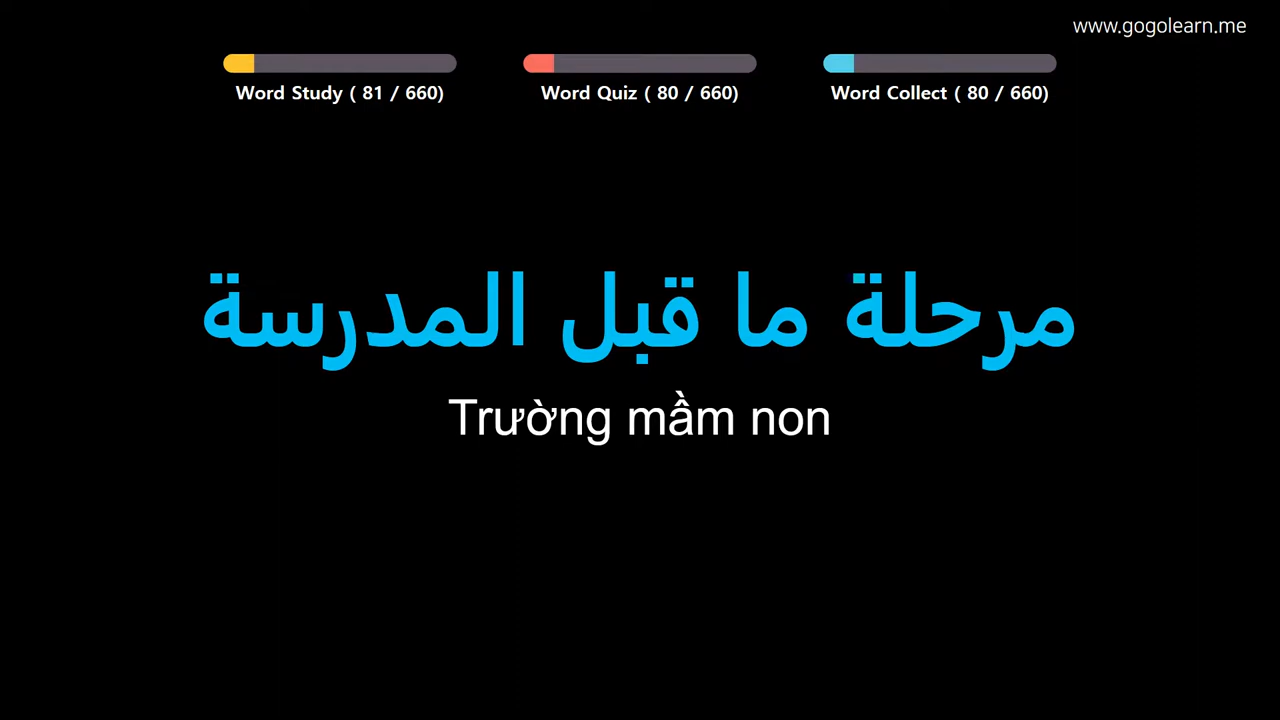 www.gogolearn.me
Word Study ( 81 / 660)
Word Quiz ( 80 / 660)
Word Collect ( 80 / 660)
مرحلة ما قبل المدرسة
Trường mầm non